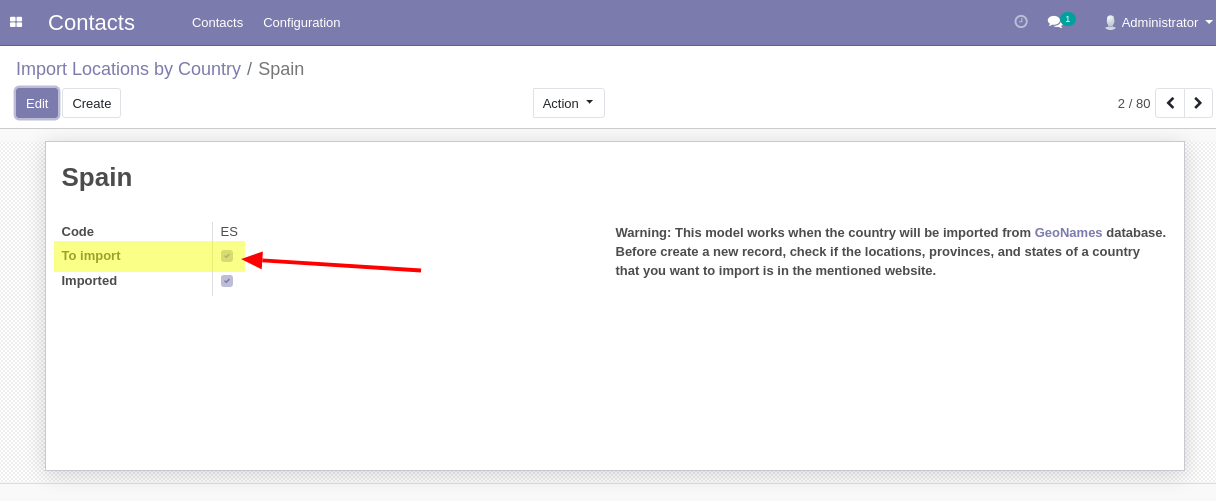 Contacts Contacts Configuration 1 Administrator
Import Locations by Country / Spain
Edit Create Action 2 / 80
Spain
Code ES
To import
Imported
Warning: This model works when the country will be imported from GeoNames database.
Before create a new record, check if the locations, provinces, and states of a country
that you want to import is in the mentioned website.